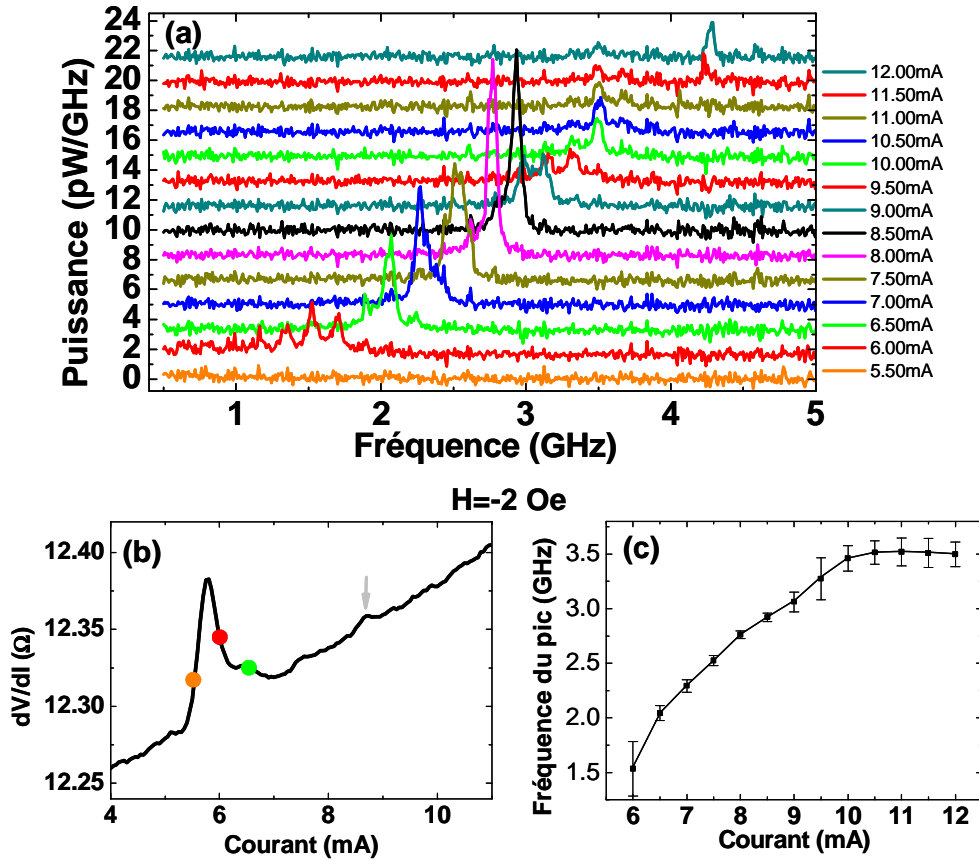 (a)
Puissance (pW/GHz)
24
22
20
18
16
14
12
10
8
6
4
2
0
1 2 3 4 5
Fréquence (GHz)
12.00mA
11.50mA
11.00mA
10.50mA
10.00mA
9.50mA
9.00mA
8.50mA
8.00mA
7.50mA
7.00mA
6.50mA
6.00mA
5.50mA
H=-2 Oe
(b)
dV/dI (Ω)
12.40
12.35
12.30
12.25
4 6 8 10
Courant (mA)
(c)
Fréquence du pic (GHz)
3.5
3.0
2.5
2.0
1.5
6 7 8 9 10 11 12
Courant (mA)